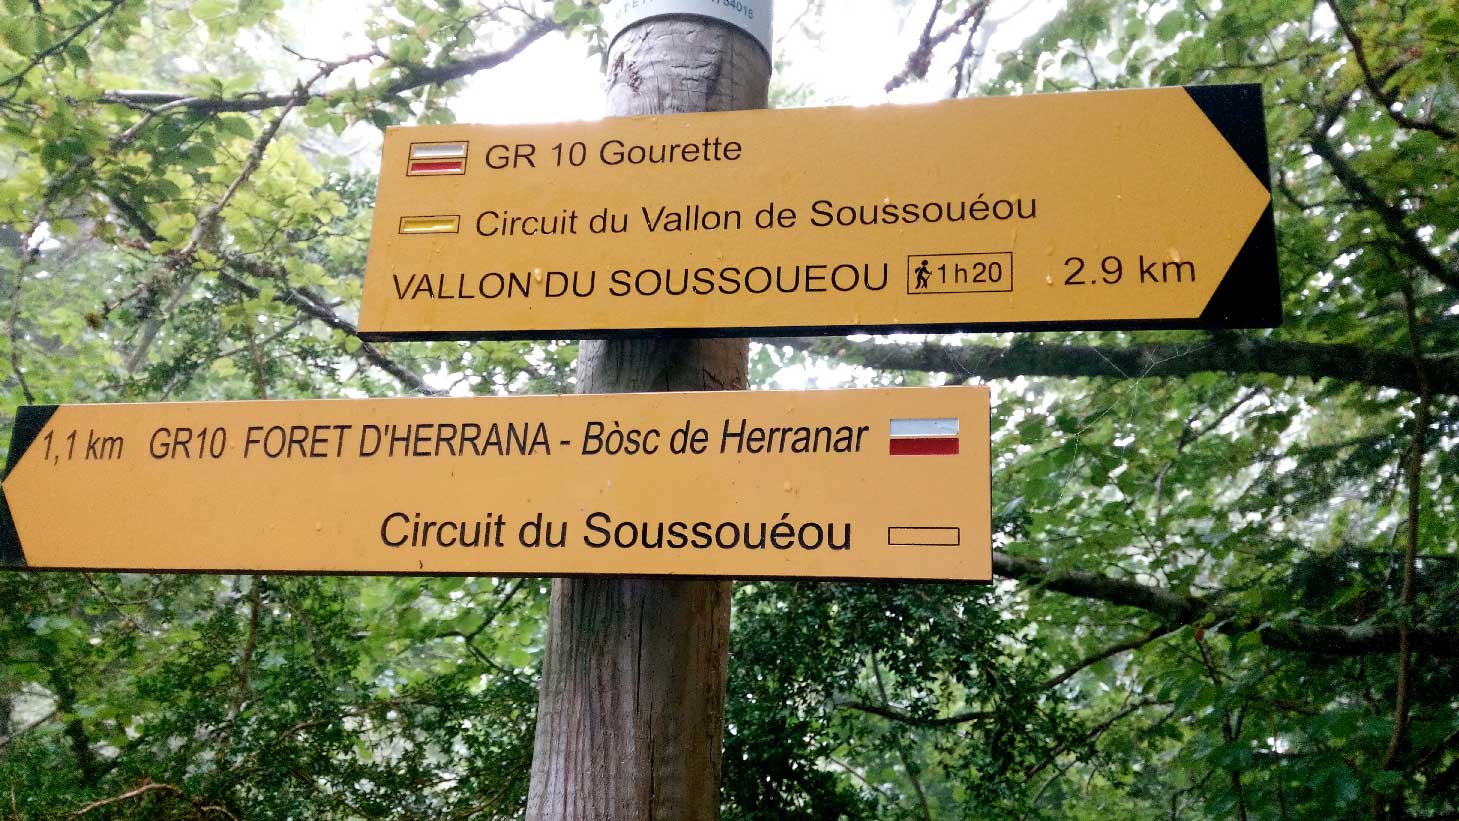 GR 10 Gourette
Circuit du Vallon de Soussouéou
VALLON DU SOUSSOUEOU 1h20 2.9 km
1,1 km GR10 FORET D'HERRANA - Bòsc de Herranar
Circuit du Soussouéou